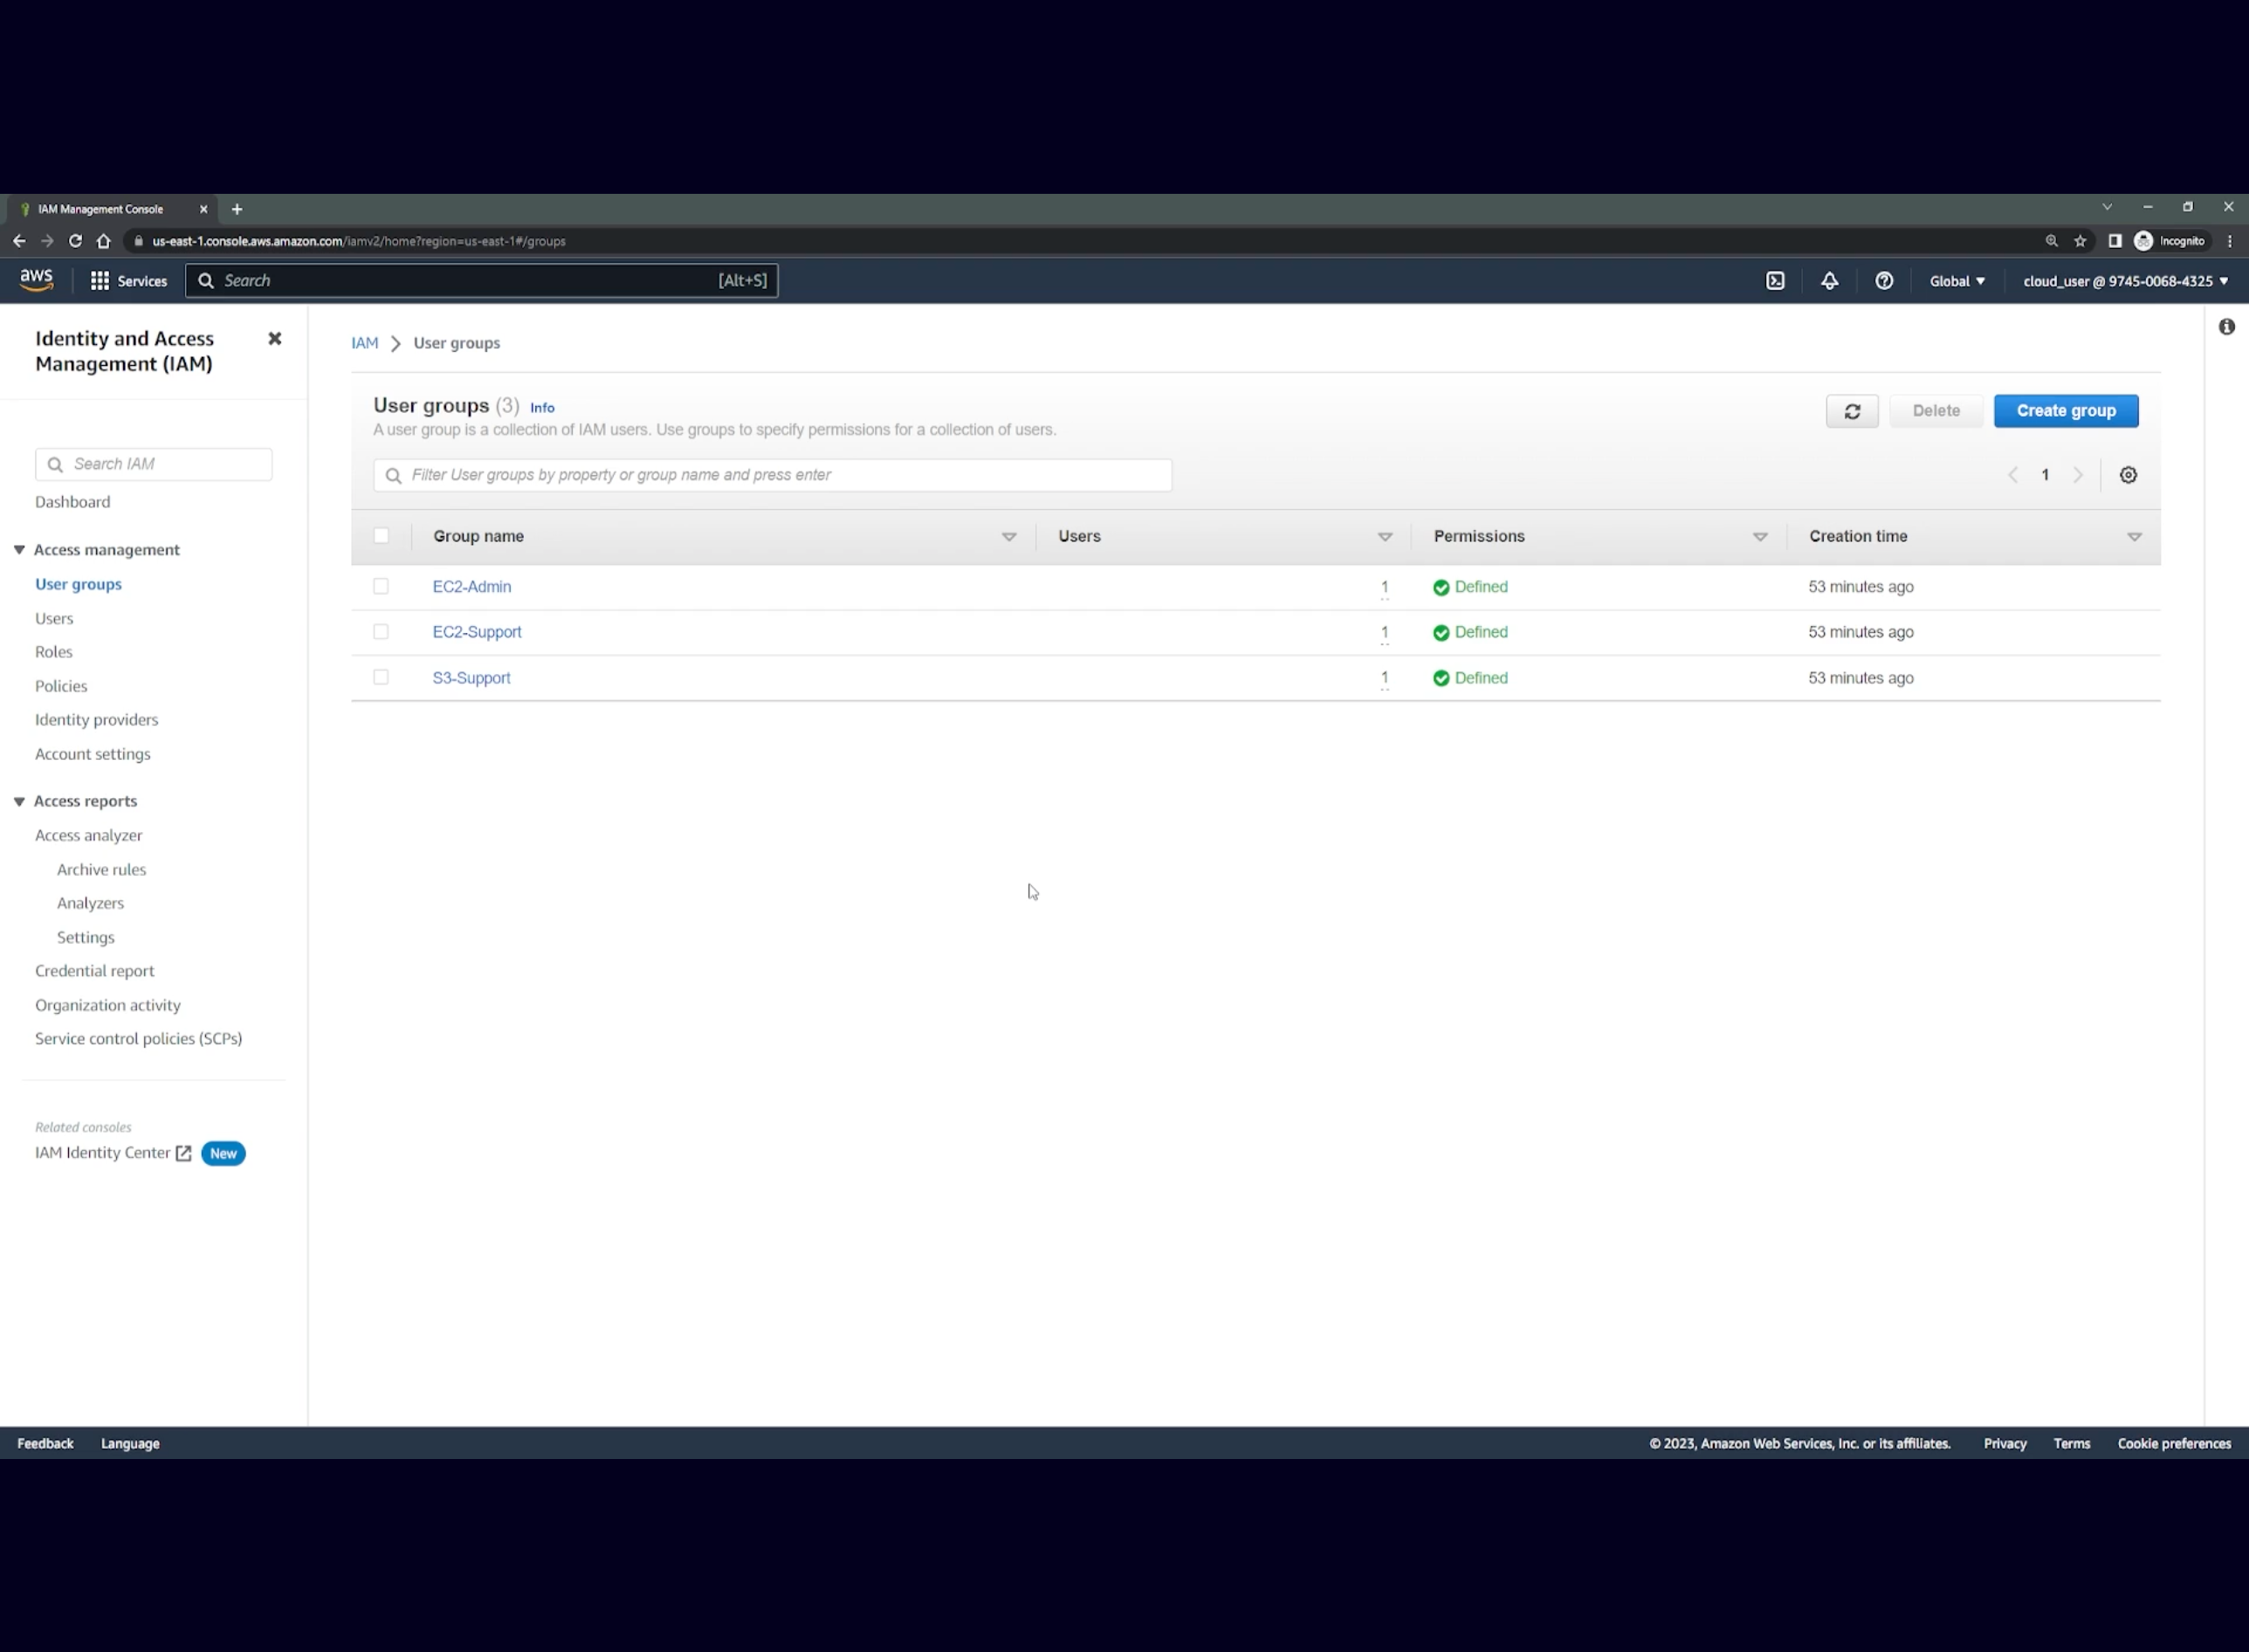 IAM Management Console
us-east-1.console.aws.amazon.com/iamv2/home?region=us-east-1#/groups
Incognito
aws
Services
Search
[Alt+S]
Global
cloud_user @ 9745-0068-4325
Identity and Access
Management (IAM)
Search IAM
Dashboard
Access management
User groups
Users
Roles
Policies
Identity providers
Account settings
Access reports
Access analyzer
Archive rules
Analyzers
Settings
Credential report
Organization activity
Service control policies (SCPs)
Related consoles
IAM Identity Center New
IAM > User groups
User groups (3) Info
A user group is a collection of IAM users. Use groups to specify permissions for a collection of users.
Delete
Create group
Filter User groups by property or group name and press enter
1
Group name Users Permissions Creation time
EC2-Admin 1 Defined 53 minutes ago
EC2-Support 1 Defined 53 minutes ago
S3-Support 1 Defined 53 minutes ago
Feedback Language © 2023, Amazon Web Services, Inc. or its affiliates. Privacy Terms Cookie preferences